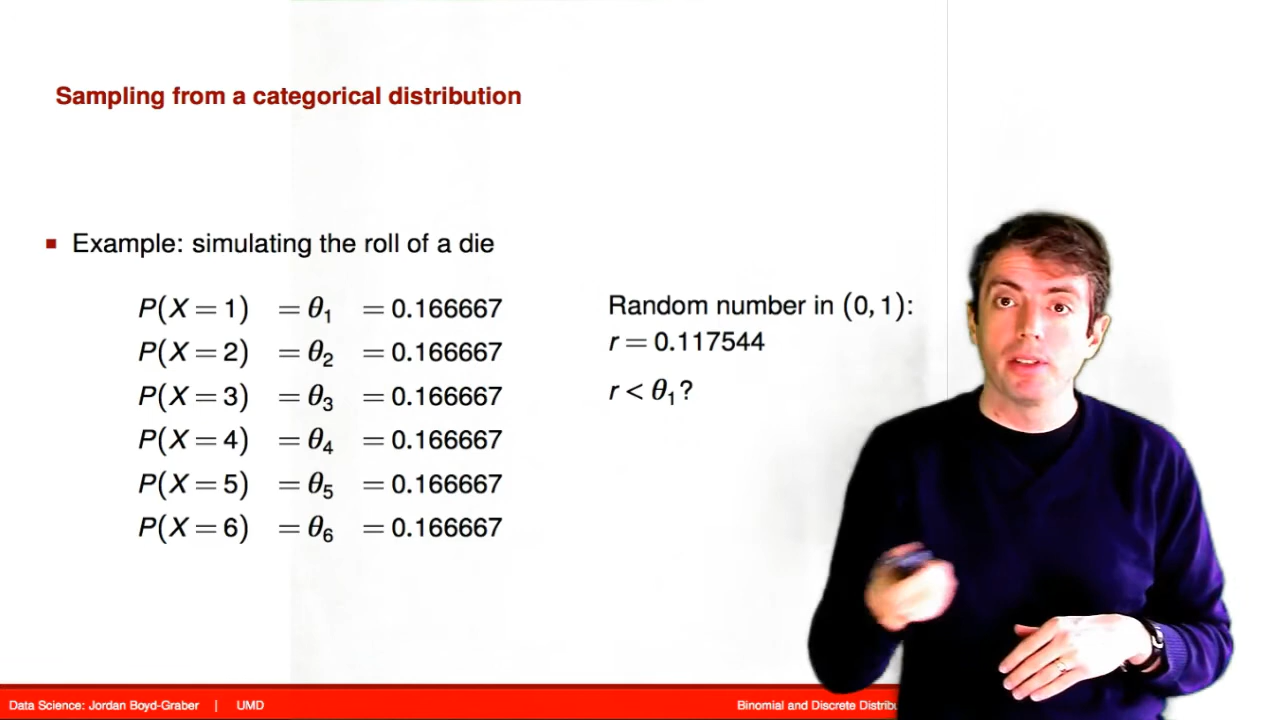 Sampling from a categorical distribution
Example: simulating the roll of a die
P(X = 1) = θ₁ = 0.166667
P(X = 2) = θ₂ = 0.166667
P(X = 3) = θ₃ = 0.166667
P(X = 4) = θ₄ = 0.166667
P(X = 5) = θ₅ = 0.166667
P(X = 6) = θ₆ = 0.166667
Random number in (0, 1):
r = 0.117544
r < θ₁?
Data Science: Jordan Boyd-Graber | UMD
Binomial and Discrete